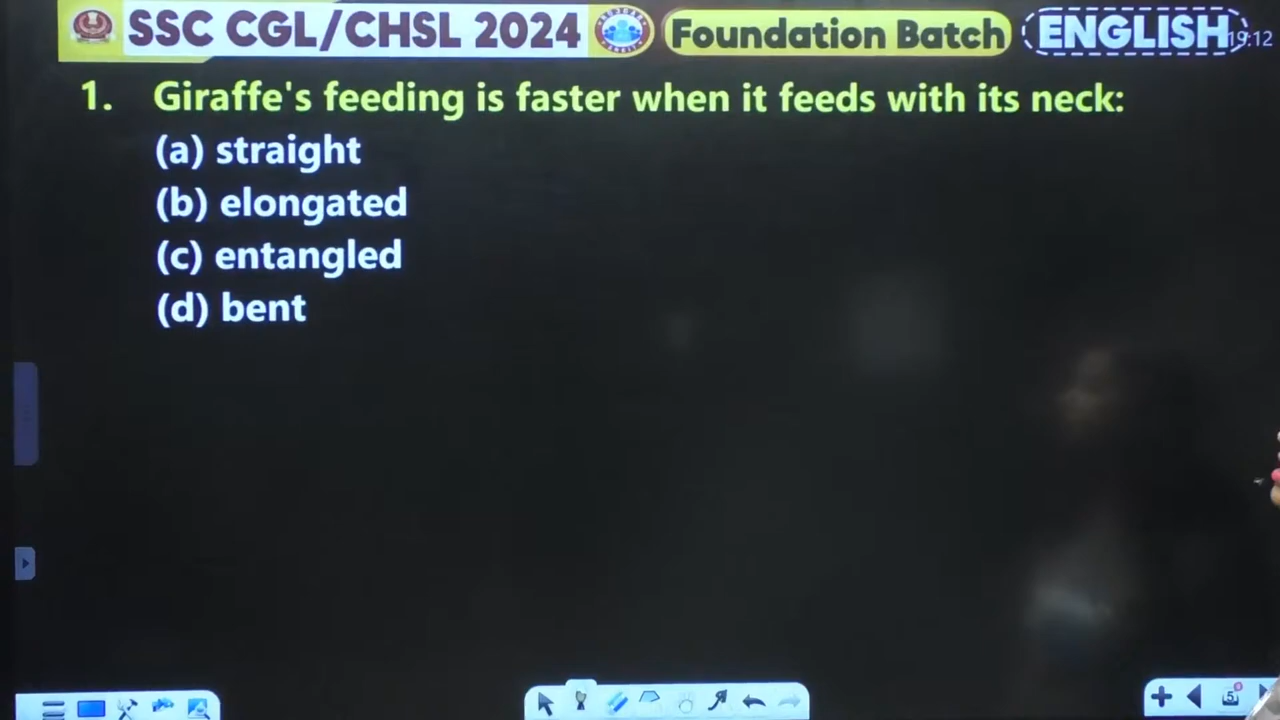 SSC CGL/CHSL 2024 Foundation Batch ENGLISH 19:12
1. Giraffe's feeding is faster when it feeds with its neck:
(a) straight
(b) elongated
(c) entangled
(d) bent
5